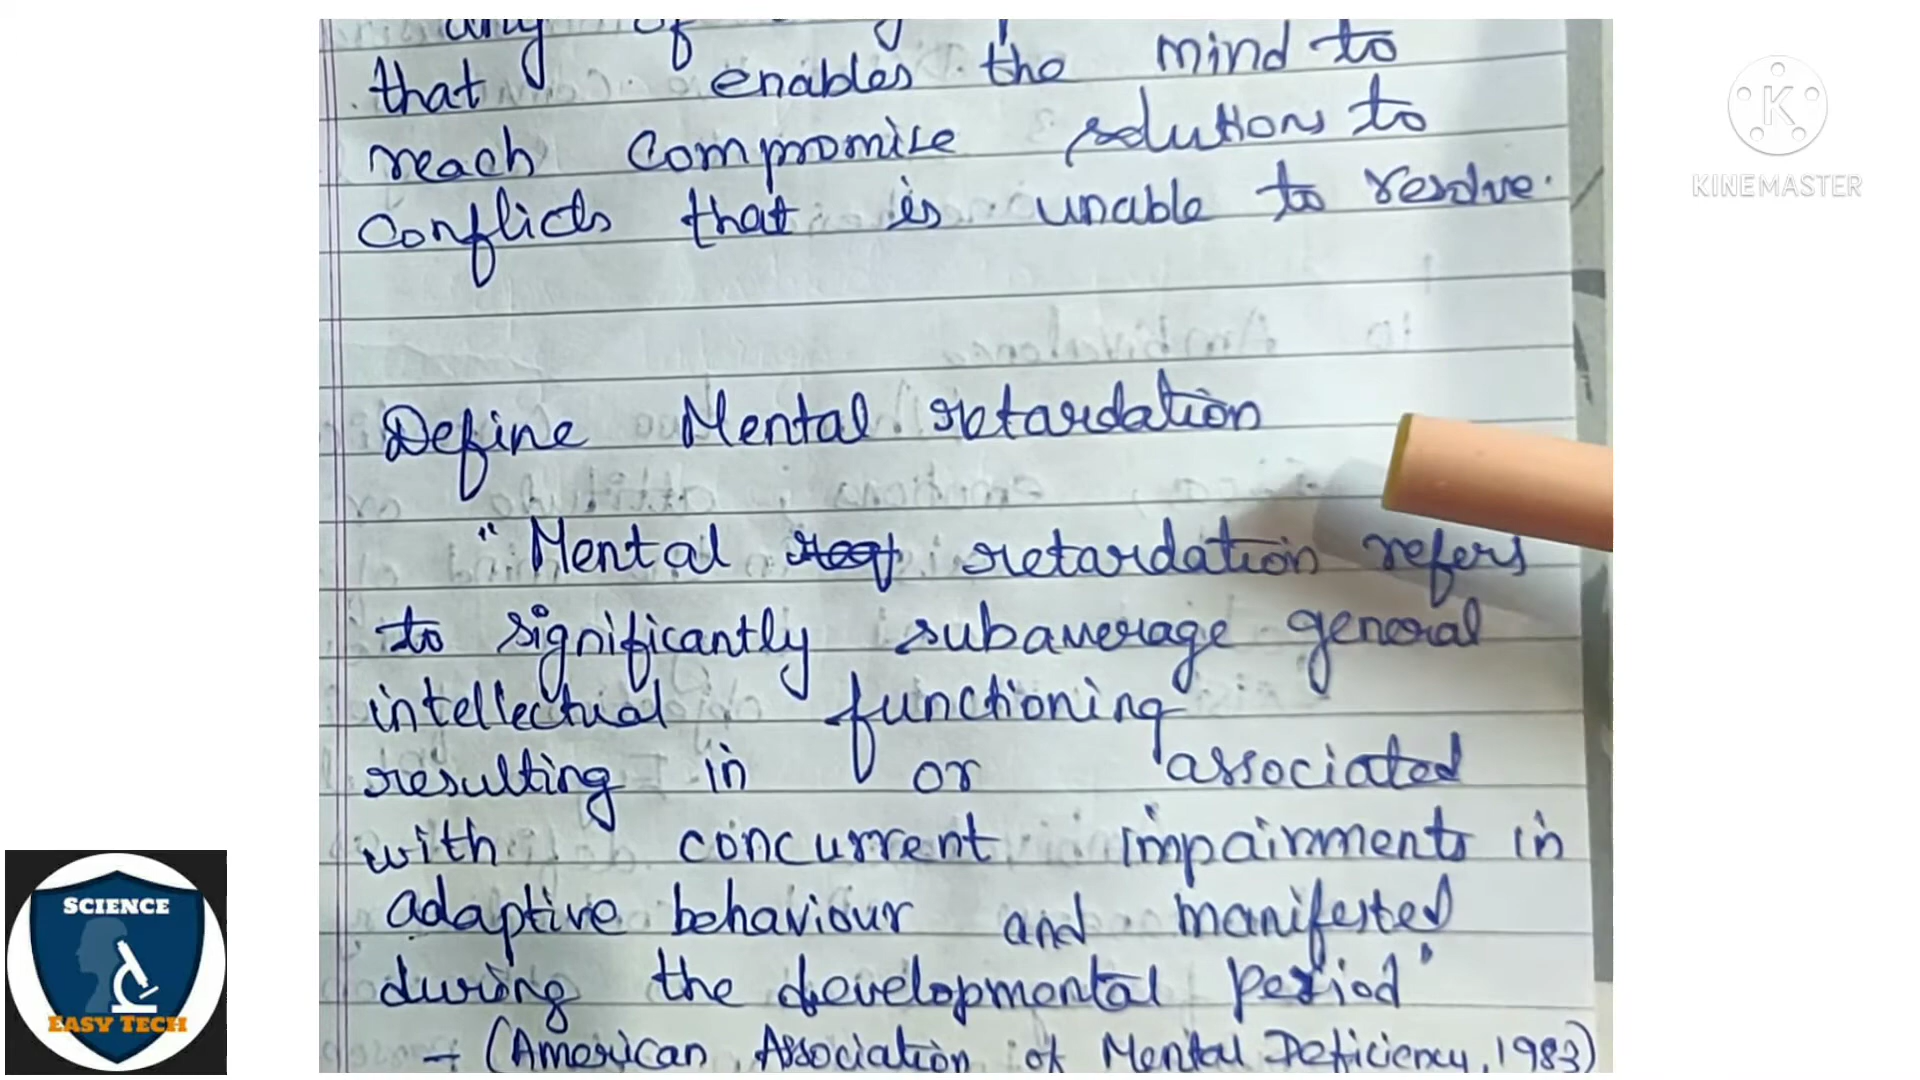 any of
that enables the mind to
reach compromise solutions to
conflicts that is unable to resolve.
Define Mental retardation
"Mental retardation refers
to significantly subaverage general
intellectual functioning
resulting in or associated
with concurrent impairments in
adaptive behaviour and manifested
during the developmental period"
- (American Association of Mental Deficiency, 1983)
K
KINEMASTER
SCIENCE
EASY TECH